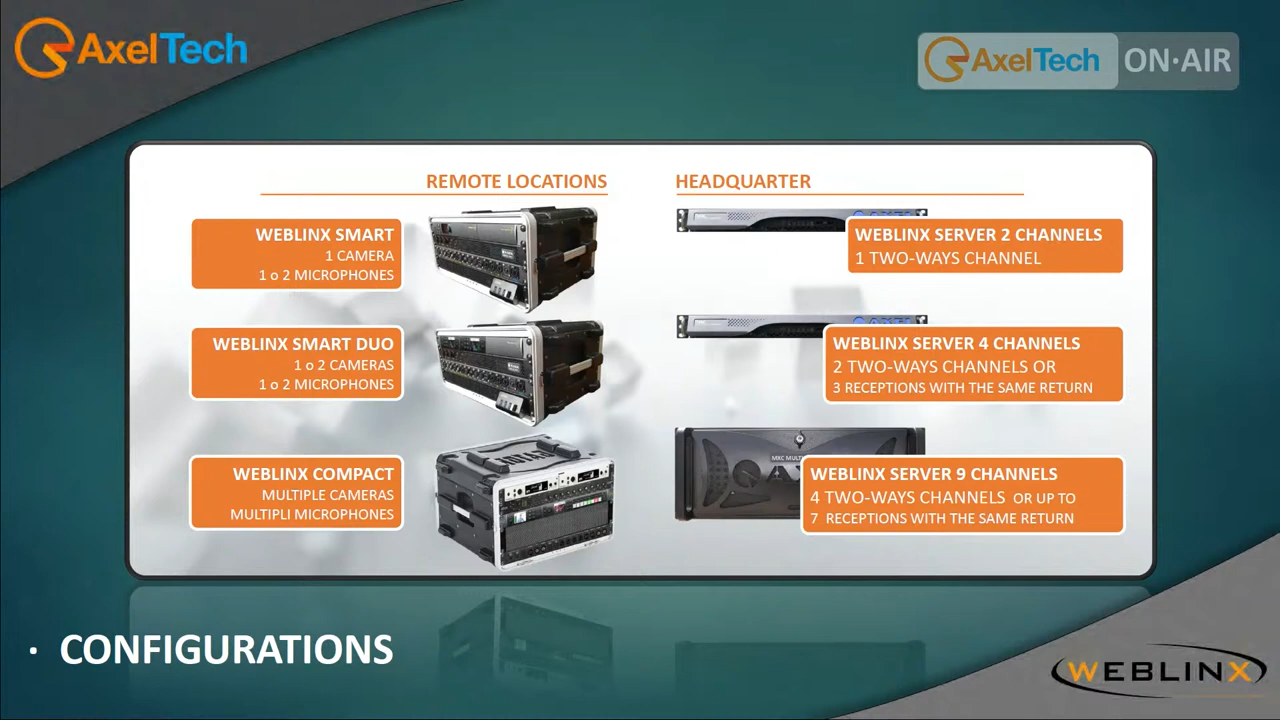 AxelTech
AxelTech ON·AIR
REMOTE LOCATIONS
HEADQUARTER
WEBLINX SMART
1 CAMERA
1 o 2 MICROPHONES
WEBLINX SERVER 2 CHANNELS
1 TWO-WAYS CHANNEL
WEBLINX SMART DUO
1 o 2 CAMERAS
1 o 2 MICROPHONES
WEBLINX SERVER 4 CHANNELS
2 TWO-WAYS CHANNELS OR
3 RECEPTIONS WITH THE SAME RETURN
WEBLINX COMPACT
MULTIPLE CAMERAS
MULTIPLI MICROPHONES
WEBLINX SERVER 9 CHANNELS
4 TWO-WAYS CHANNELS OR UP TO
7 RECEPTIONS WITH THE SAME RETURN
· CONFIGURATIONS
WEBLINX